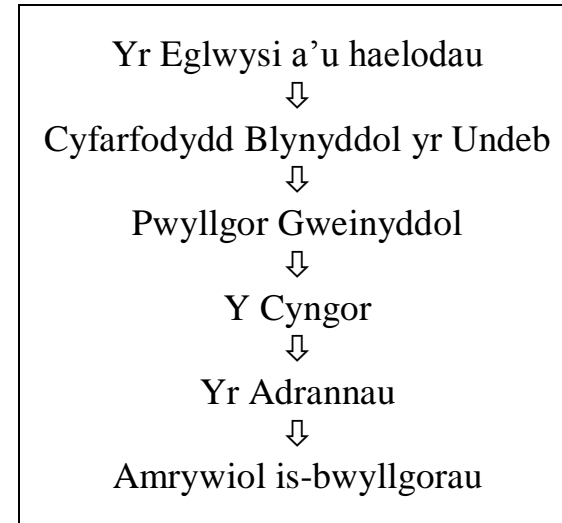 Yr Eglwysi a’u haelodau
⇩
Cyfarfodydd Blynyddol yr Undeb
⇩
Pwyllgor Gweinyddol
⇩
Y Cyngor
⇩
Yr Adrannau
⇩
Amrywiol is-bwyllgorau